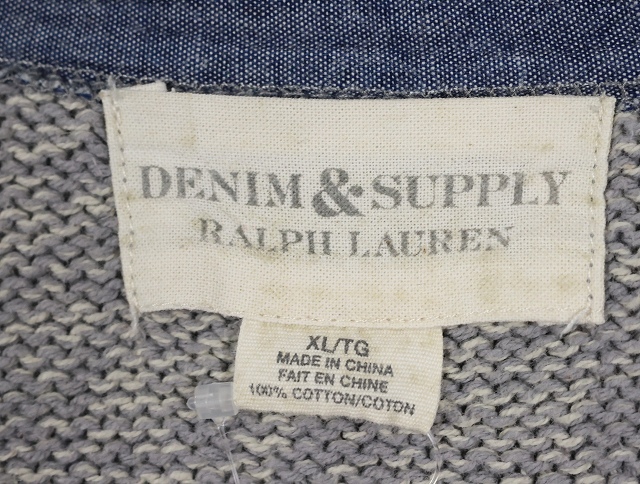 DENIM & SUPPLY
RALPH LAUREN
XL/TG
MADE IN CHINA
FAIT EN CHINE
100% COTTON/COTON